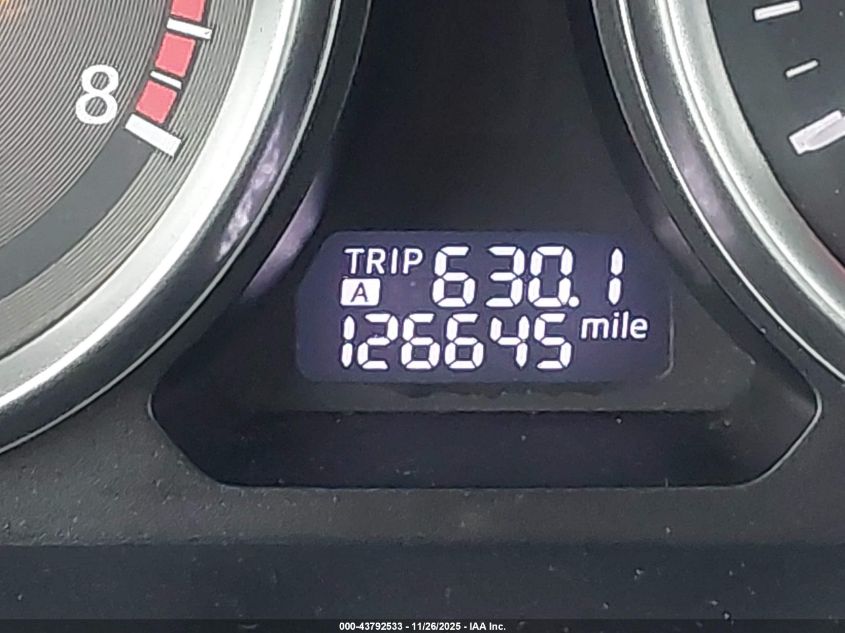 8
TRIP 630.1
A
126645 mile
000-43792533 - 11/26/2025 - IAA Inc.